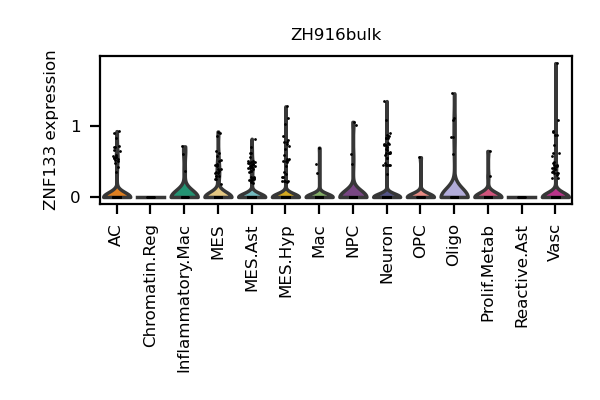 ZH916bulk
ZNF133 expression
1
0
AC
Chromatin.Reg
Inflammatory.Mac
MES
MES.Ast
MES.Hyp
Mac
NPC
Neuron
OPC
Oligo
Prolif.Metab
Reactive.Ast
Vasc